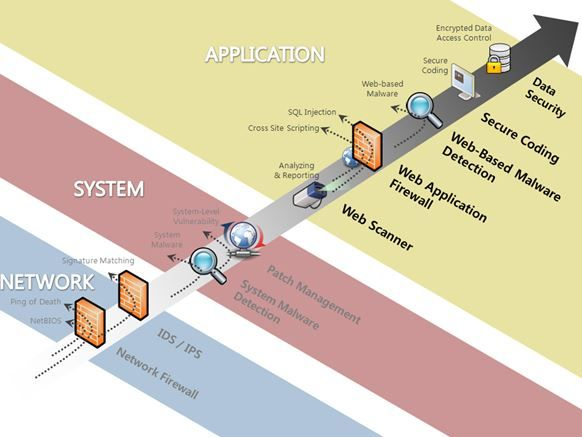 APPLICATION
Encrypted Data
Access Control
Secure
Coding
Data
Security
Web-based
Malware
Secure Coding
SQL Injection
Cross Site Scripting
Web-Based Malware
Detection
Analyzing
& Reporting
Web Application
Firewall
SYSTEM
Web Scanner
System-Level
Vulnerability
System
Malware
Patch Management
System Malware
Detection
Signature Matching
NETWORK
Ping of Death
NetBIOS
IDS / IPS
Network Firewall